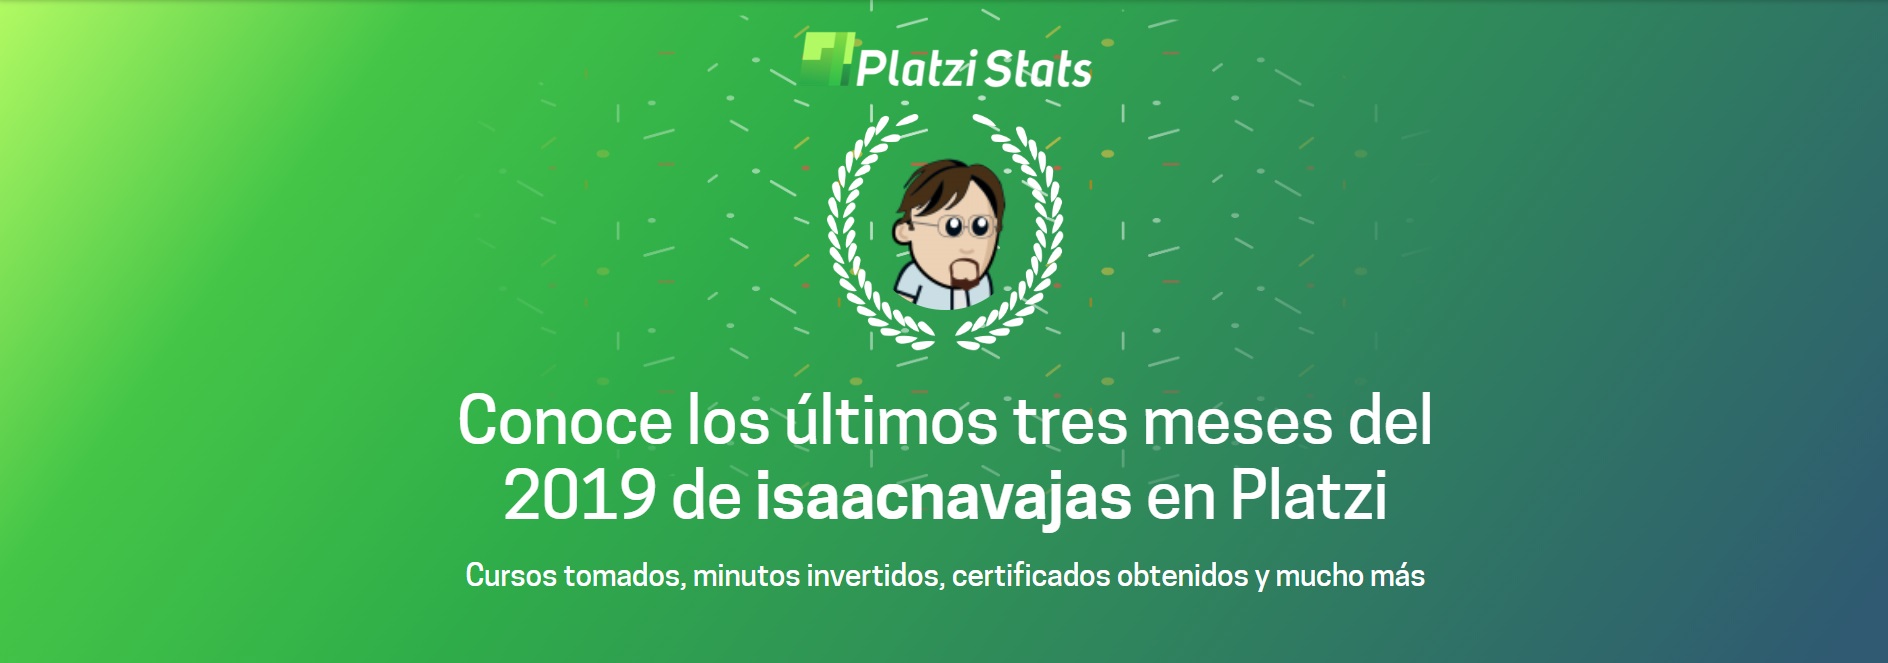 Platzi Stats
Conoce los últimos tres meses del
2019 de isaacnavajas en Platzi
Cursos tomados, minutos invertidos, certificados obtenidos y mucho más